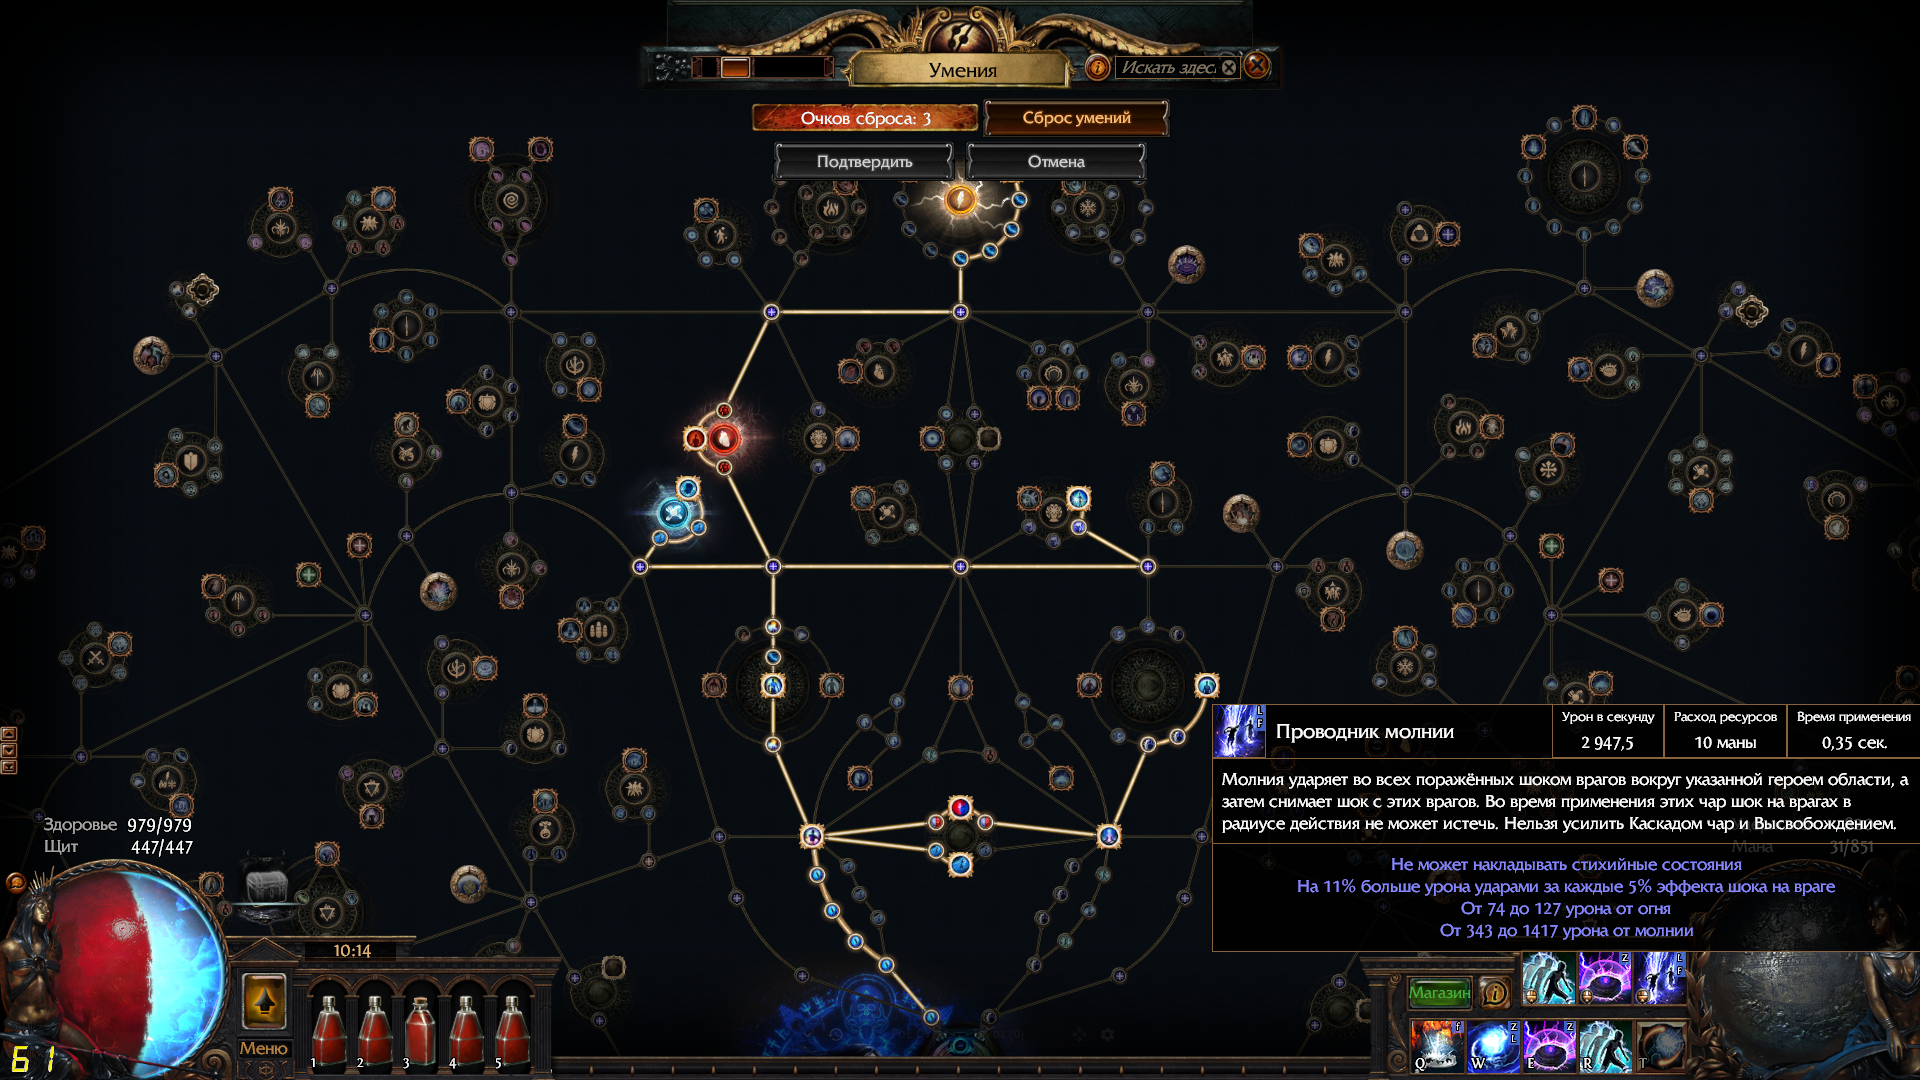 Умения
Искать здес
Очков сброса: 3
Сброс умений
Подтвердить
Отмена
Проводник молнии
Урон в секунду
2 947,5
Расход ресурсов
10 маны
Время применения
0,35 сек.
Молния ударяет во всех поражённых шоком врагов вокруг указанной героем области, а
затем снимает шок с этих врагов. Во время применения этих чар шок на врагах в
радиусе действия не может истечь. Нельзя усилить Каскадом чар и Высвобождением.
Не может накладывать стихийные состояния
На 11% больше урона ударами за каждые 5% эффекта шока на враге
От 74 до 127 урона от огня
От 343 до 1417 урона от молнии
Здоровье 979/979
Щит 447/447
Мана 31/851
10:14
Меню
1 2 3 4 5
61
Магазин
Z L F
Q f W Z L E Z R T